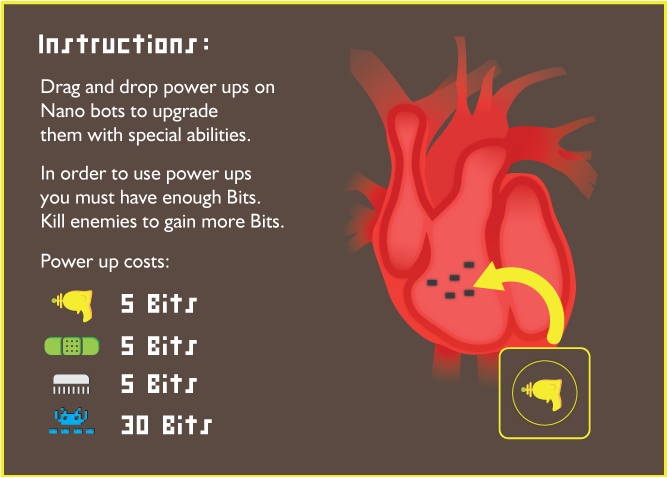 Instructions:
Drag and drop power ups on
Nano bots to upgrade
them with special abilities.
In order to use power ups
you must have enough Bits.
Kill enemies to gain more Bits.
Power up costs:
5 Bits
5 Bits
5 Bits
30 Bits